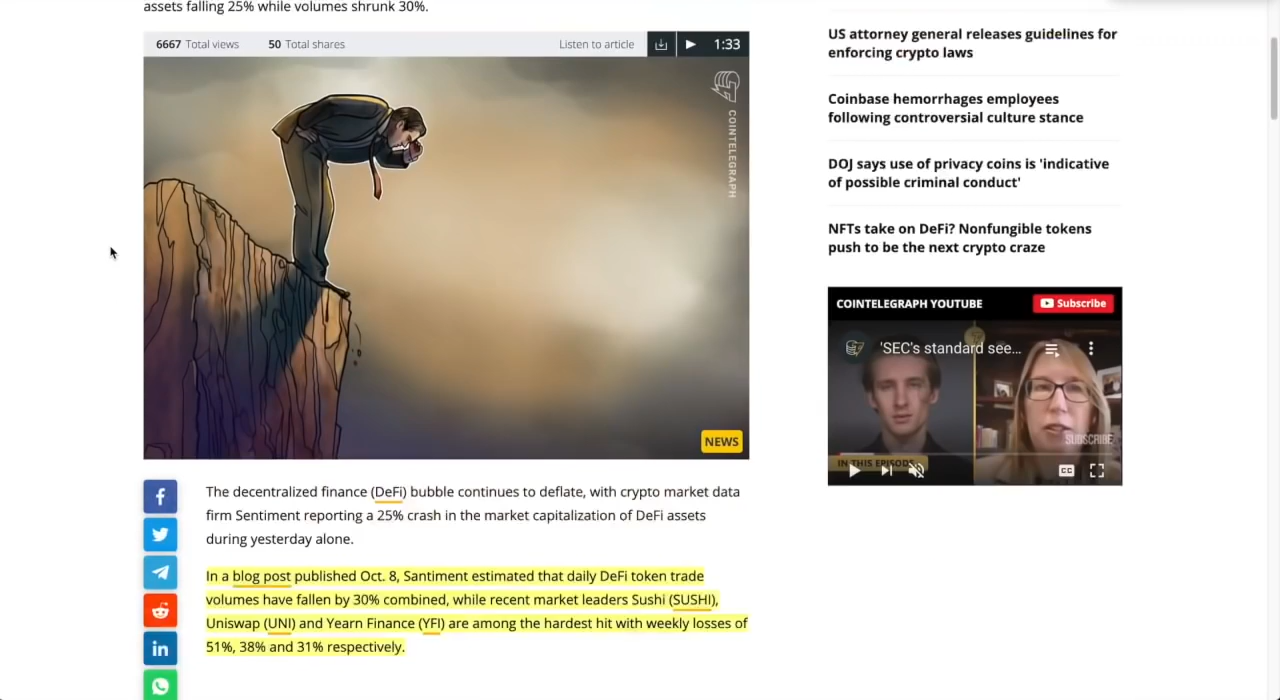 assets falling 25% while volumes shrunk 30%.
6667 Total views 50 Total shares Listen to article 1:33
COINTELEGRAPH
NEWS
The decentralized finance (DeFi) bubble continues to deflate, with crypto market data
firm Sentiment reporting a 25% crash in the market capitalization of DeFi assets
during yesterday alone.
In a blog post published Oct. 8, Santiment estimated that daily DeFi token trade
volumes have fallen by 30% combined, while recent market leaders Sushi (SUSHI),
Uniswap (UNI) and Yearn Finance (YFI) are among the hardest hit with weekly losses of
51%, 38% and 31% respectively.
US attorney general releases guidelines for
enforcing crypto laws
Coinbase hemorrhages employees
following controversial culture stance
DOJ says use of privacy coins is 'indicative
of possible criminal conduct'
NFTs take on DeFi? Nonfungible tokens
push to be the next crypto craze
COINTELEGRAPH YOUTUBE Subscribe
'SEC's standard see...
SUBSCRIBE
IN THIS EPISODE
CC